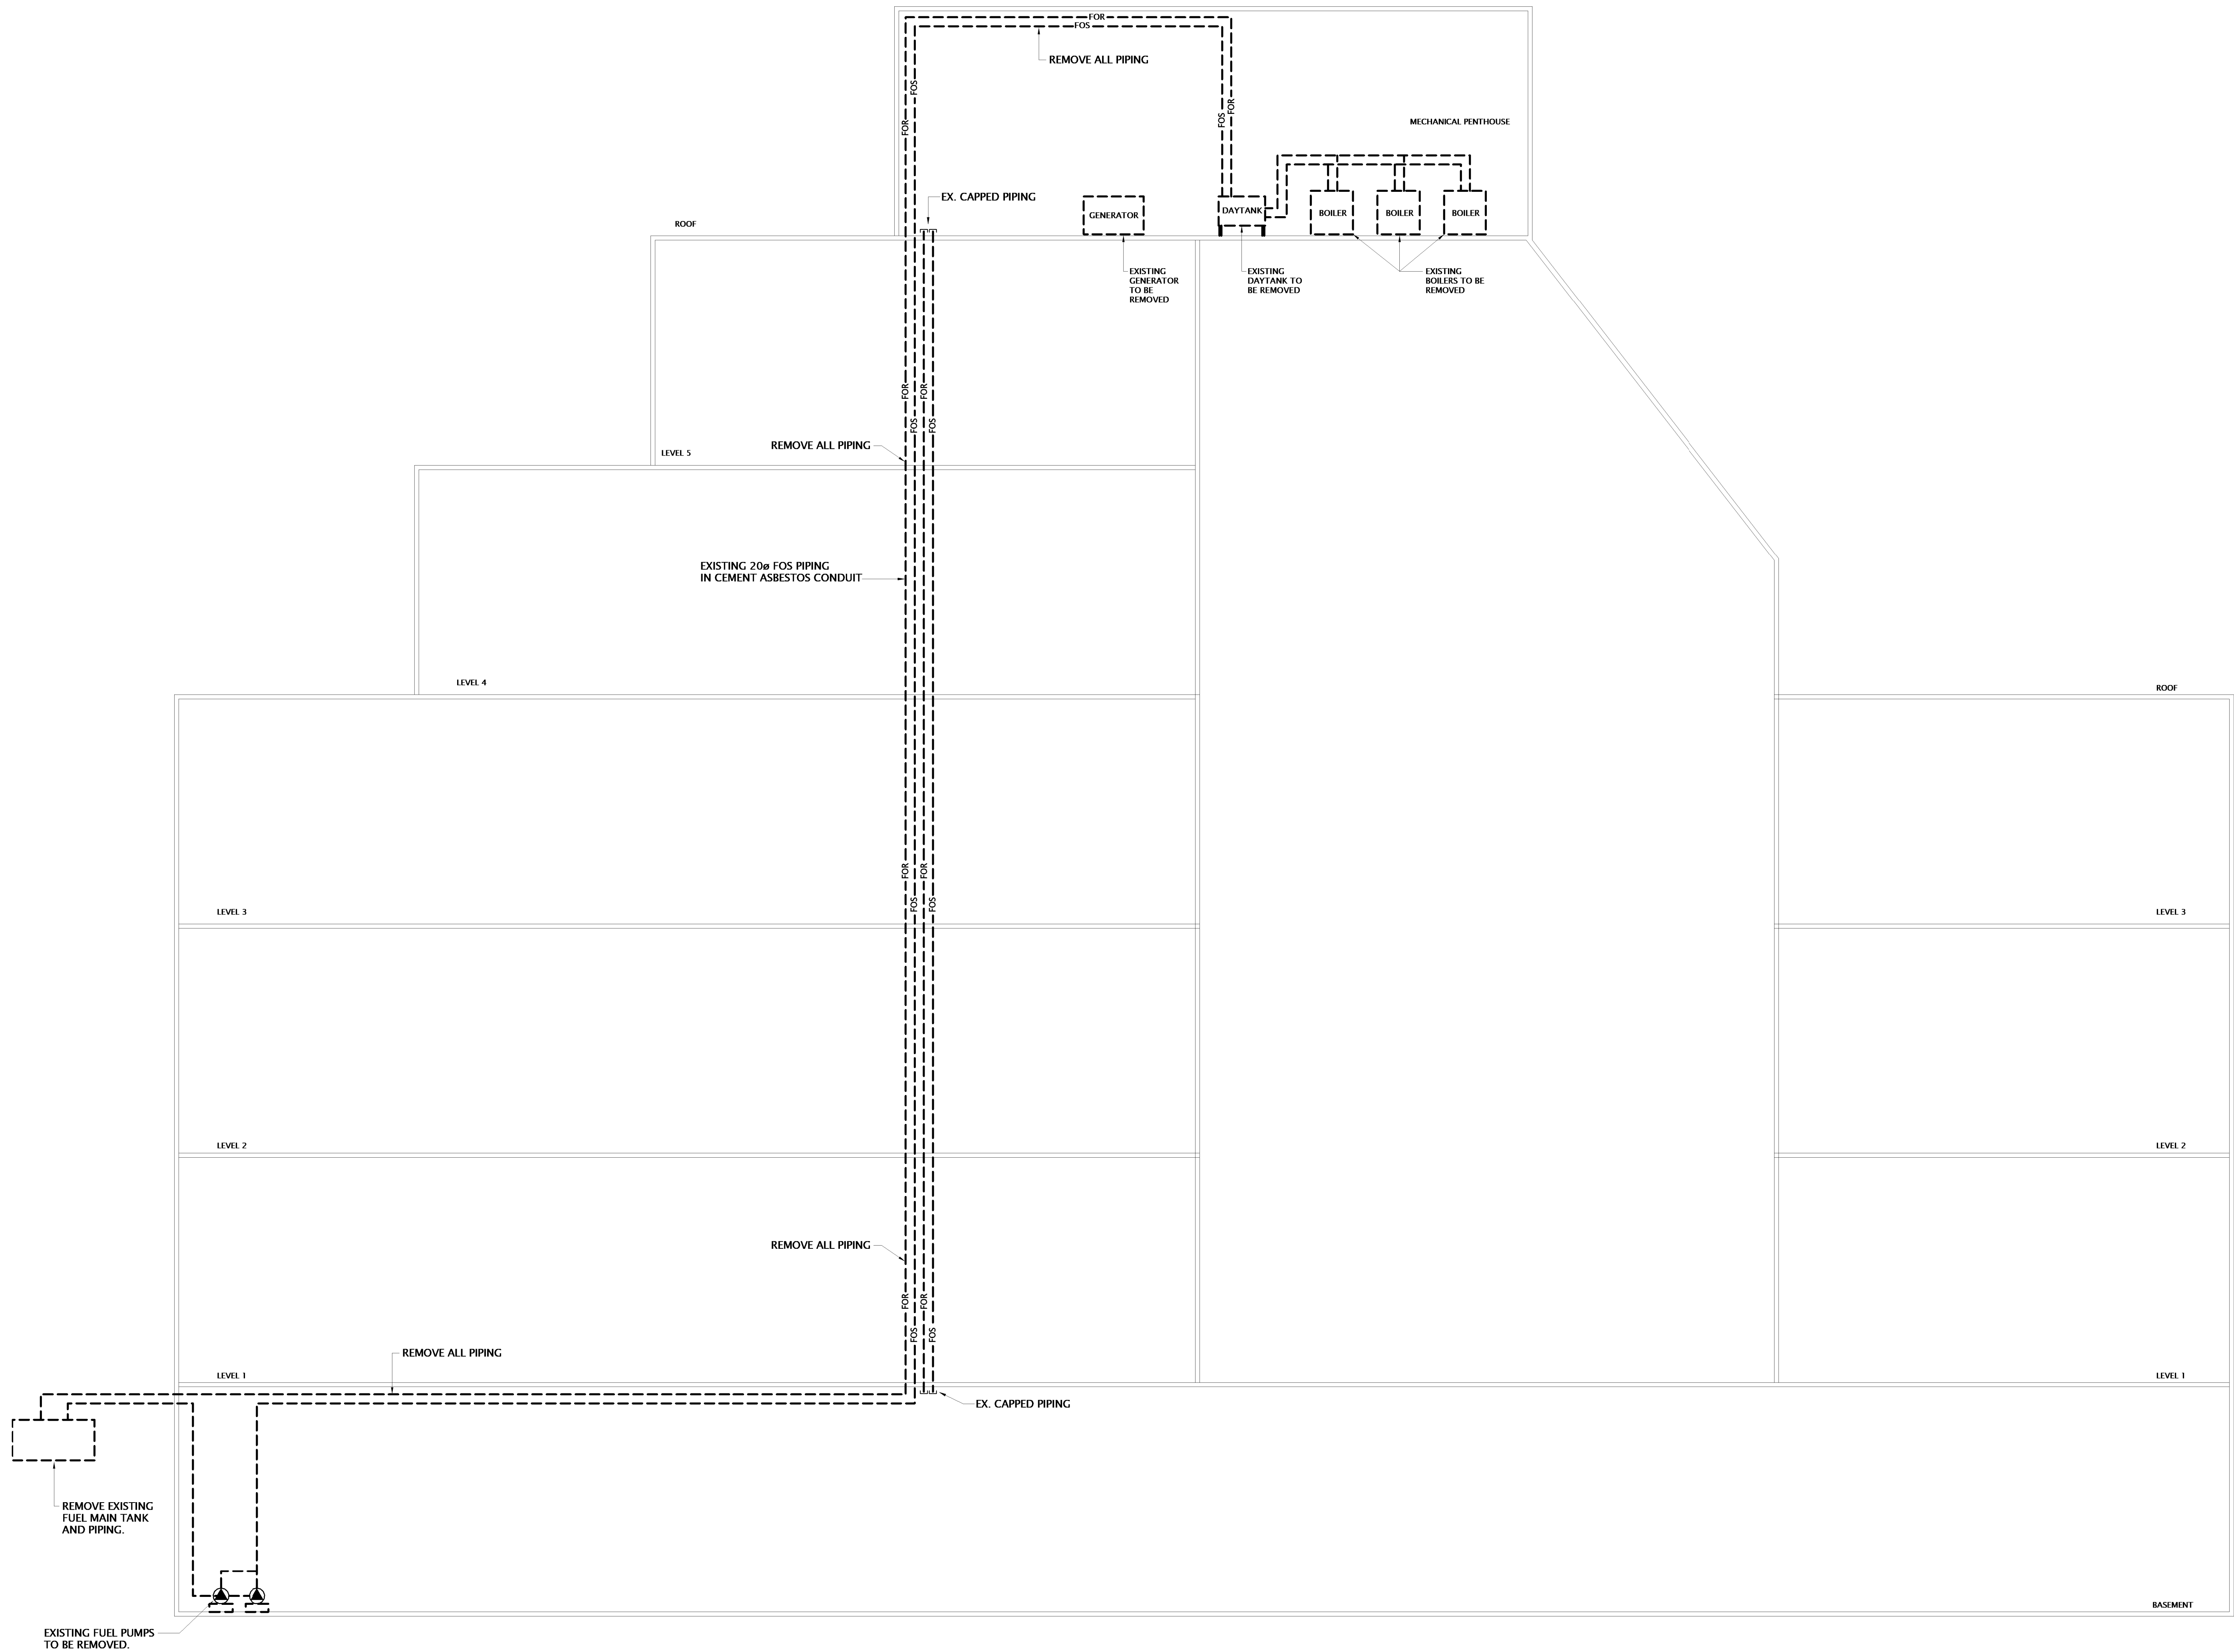 FOR
FOS
REMOVE ALL PIPING
FOS
FOR
FOS
FOR
MECHANICAL PENTHOUSE
EX. CAPPED PIPING
GENERATOR
DAYTANK
BOILER
BOILER
BOILER
ROOF
EXISTING
GENERATOR
TO BE
REMOVED
EXISTING
DAYTANK TO
BE REMOVED
EXISTING
BOILERS TO BE
REMOVED
FOR
FOR
FOS
FOS
REMOVE ALL PIPING
LEVEL 5
EXISTING 20ø FOS PIPING
IN CEMENT ASBESTOS CONDUIT
LEVEL 4
ROOF
FOR
FOR
FOS
FOS
LEVEL 3
LEVEL 3
LEVEL 2
LEVEL 2
REMOVE ALL PIPING
FOR
FOR
FOS
FOS
REMOVE ALL PIPING
LEVEL 1
LEVEL 1
EX. CAPPED PIPING
REMOVE EXISTING
FUEL MAIN TANK
AND PIPING.
BASEMENT
EXISTING FUEL PUMPS
TO BE REMOVED.